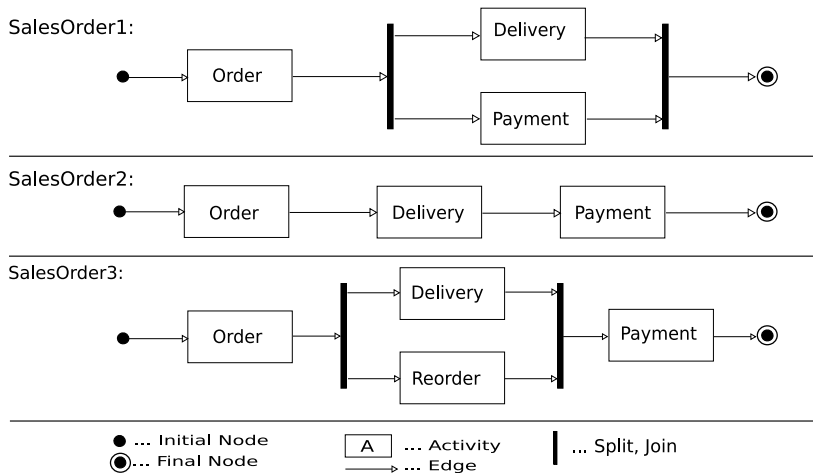 SalesOrder1:
Order
Delivery
Payment
SalesOrder2:
Order
Delivery
Payment
SalesOrder3:
Order
Delivery
Reorder
Payment
... Initial Node
... Final Node
A ... Activity
... Edge
... Split, Join